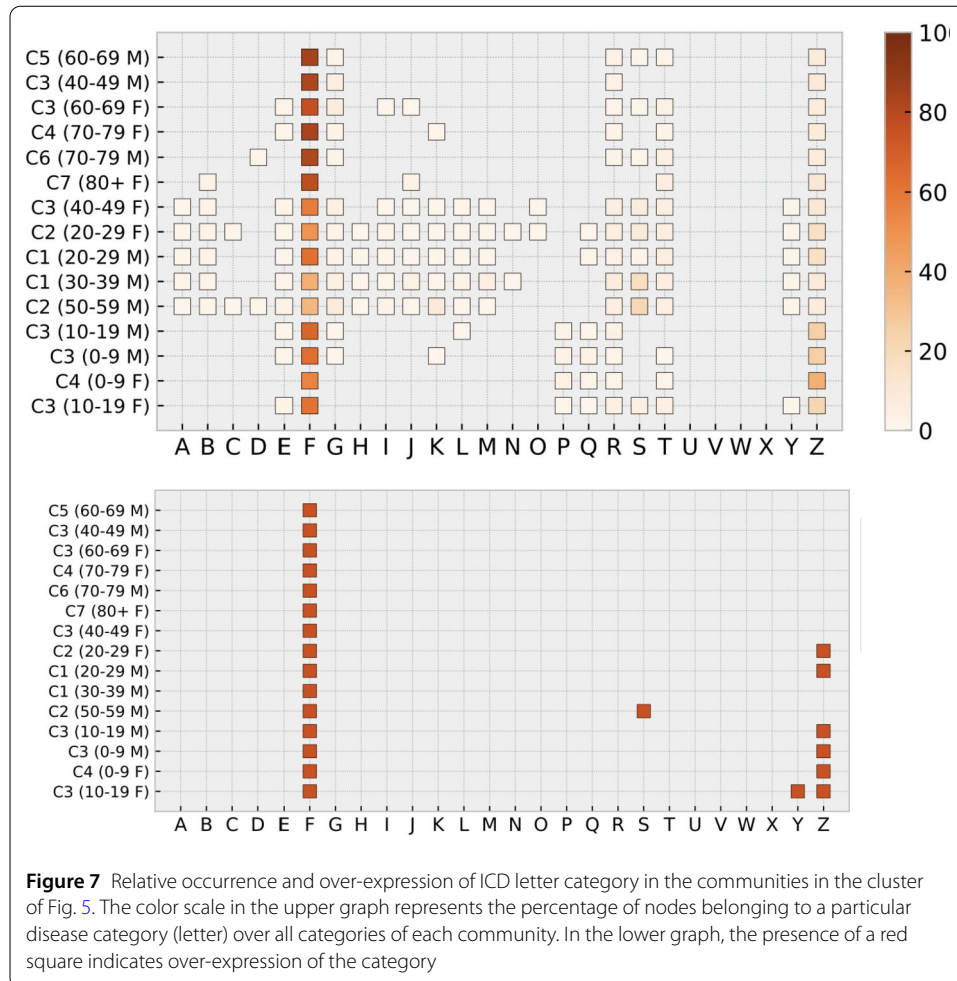 C5 (60-69 M)
C3 (40-49 M)
C3 (60-69 F)
C4 (70-79 F)
C6 (70-79 M)
C7 (80+ F)
C3 (40-49 F)
C2 (20-29 F)
C1 (20-29 M)
C1 (30-39 M)
C2 (50-59 M)
C3 (10-19 M)
C3 (0-9 M)
C4 (0-9 F)
C3 (10-19 F)
A B C D E F G H I J K L M N O P Q R S T U V W X Y Z
80
60
40
20
0
C5 (60-69 M)
C3 (40-49 M)
C3 (60-69 F)
C4 (70-79 F)
C6 (70-79 M)
C7 (80+ F)
C3 (40-49 F)
C2 (20-29 F)
C1 (20-29 M)
C1 (30-39 M)
C2 (50-59 M)
C3 (10-19 M)
C3 (0-9 M)
C4 (0-9 F)
C3 (10-19 F)
A B C D E F G H I J K L M N O P Q R S T U V W X Y Z
Figure 7 Relative occurrence and over-expression of ICD letter category in the communities in the cluster
of Fig. 5. The color scale in the upper graph represents the percentage of nodes belonging to a particular
disease category (letter) over all categories of each community. In the lower graph, the presence of a red
square indicates over-expression of the category